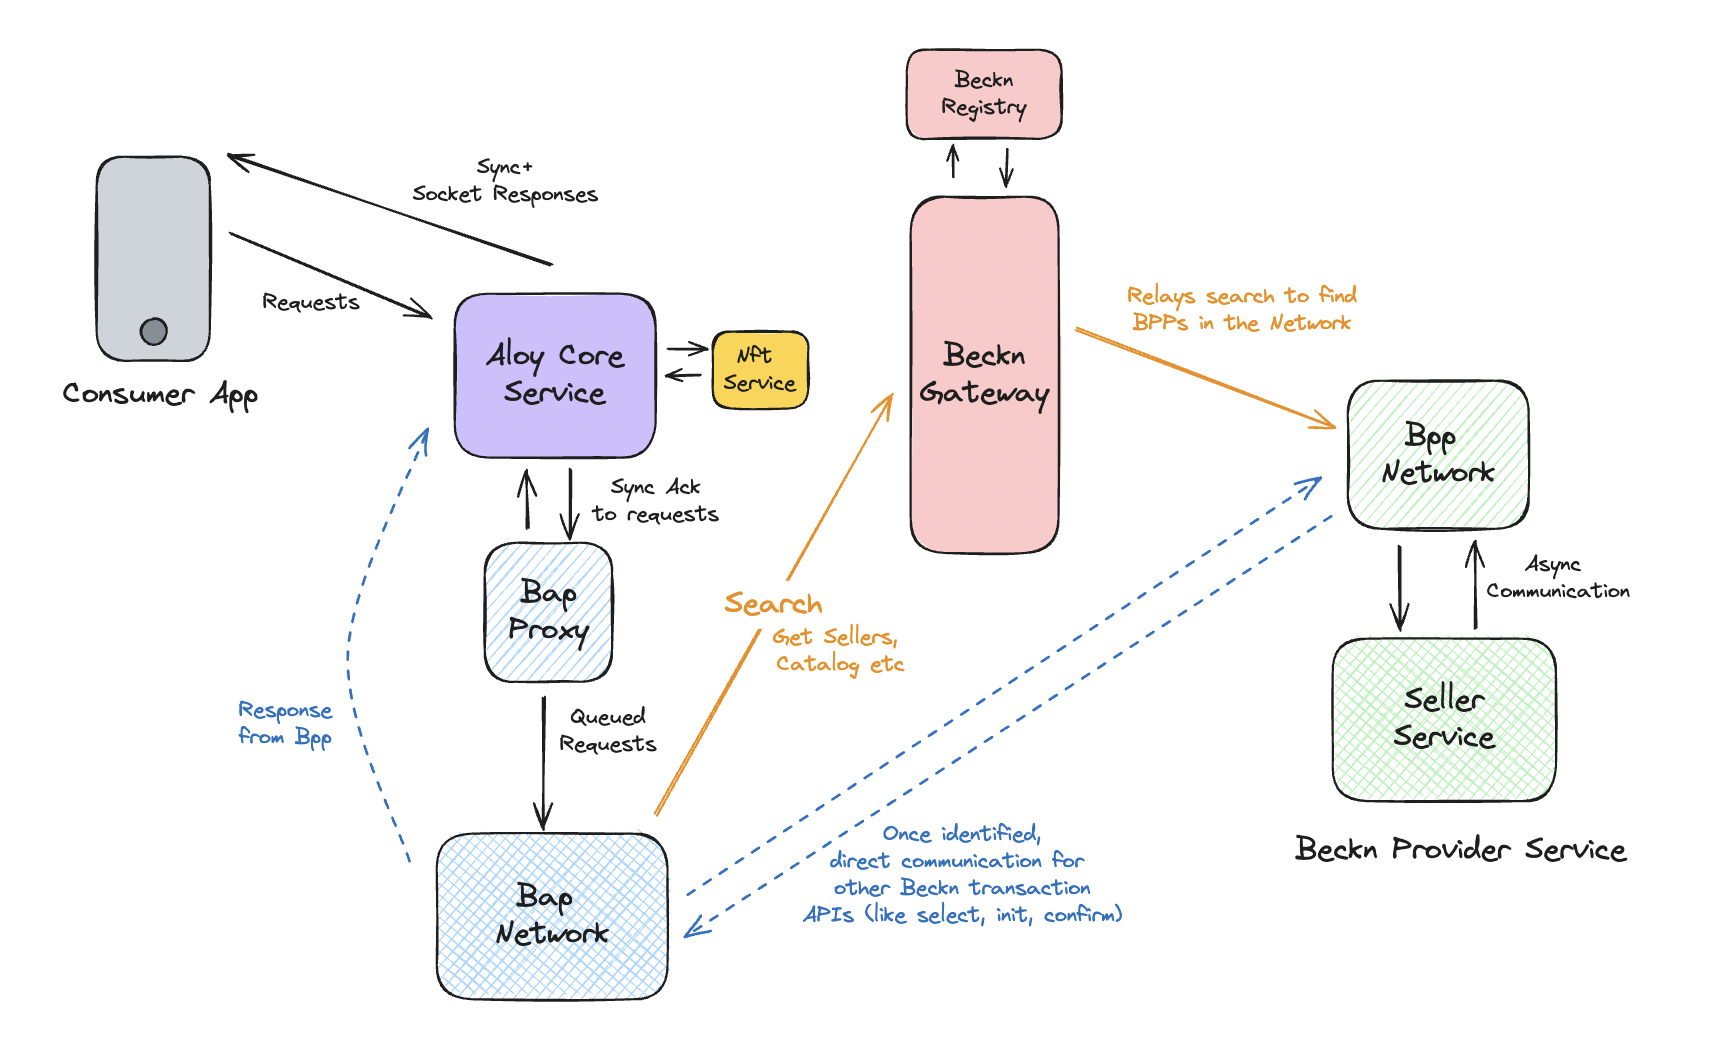 Beckn
Registry
Sync+
Socket Responses
Requests
Consumer App
Aloy Core
Service
Nft
Service
Beckn
Gateway
Relays search to find
BPPs in the Network
Bpp
Network
Sync Ack
to requests
Bap
Proxy
Search
Get Sellers,
Catalog etc
Async
Communication
Response
from Bpp
Queued
Requests
Seller
Service
Beckn Provider Service
Once identified,
direct communication for
other Beckn transaction
APIs (like select, init, confirm)
Bap
Network